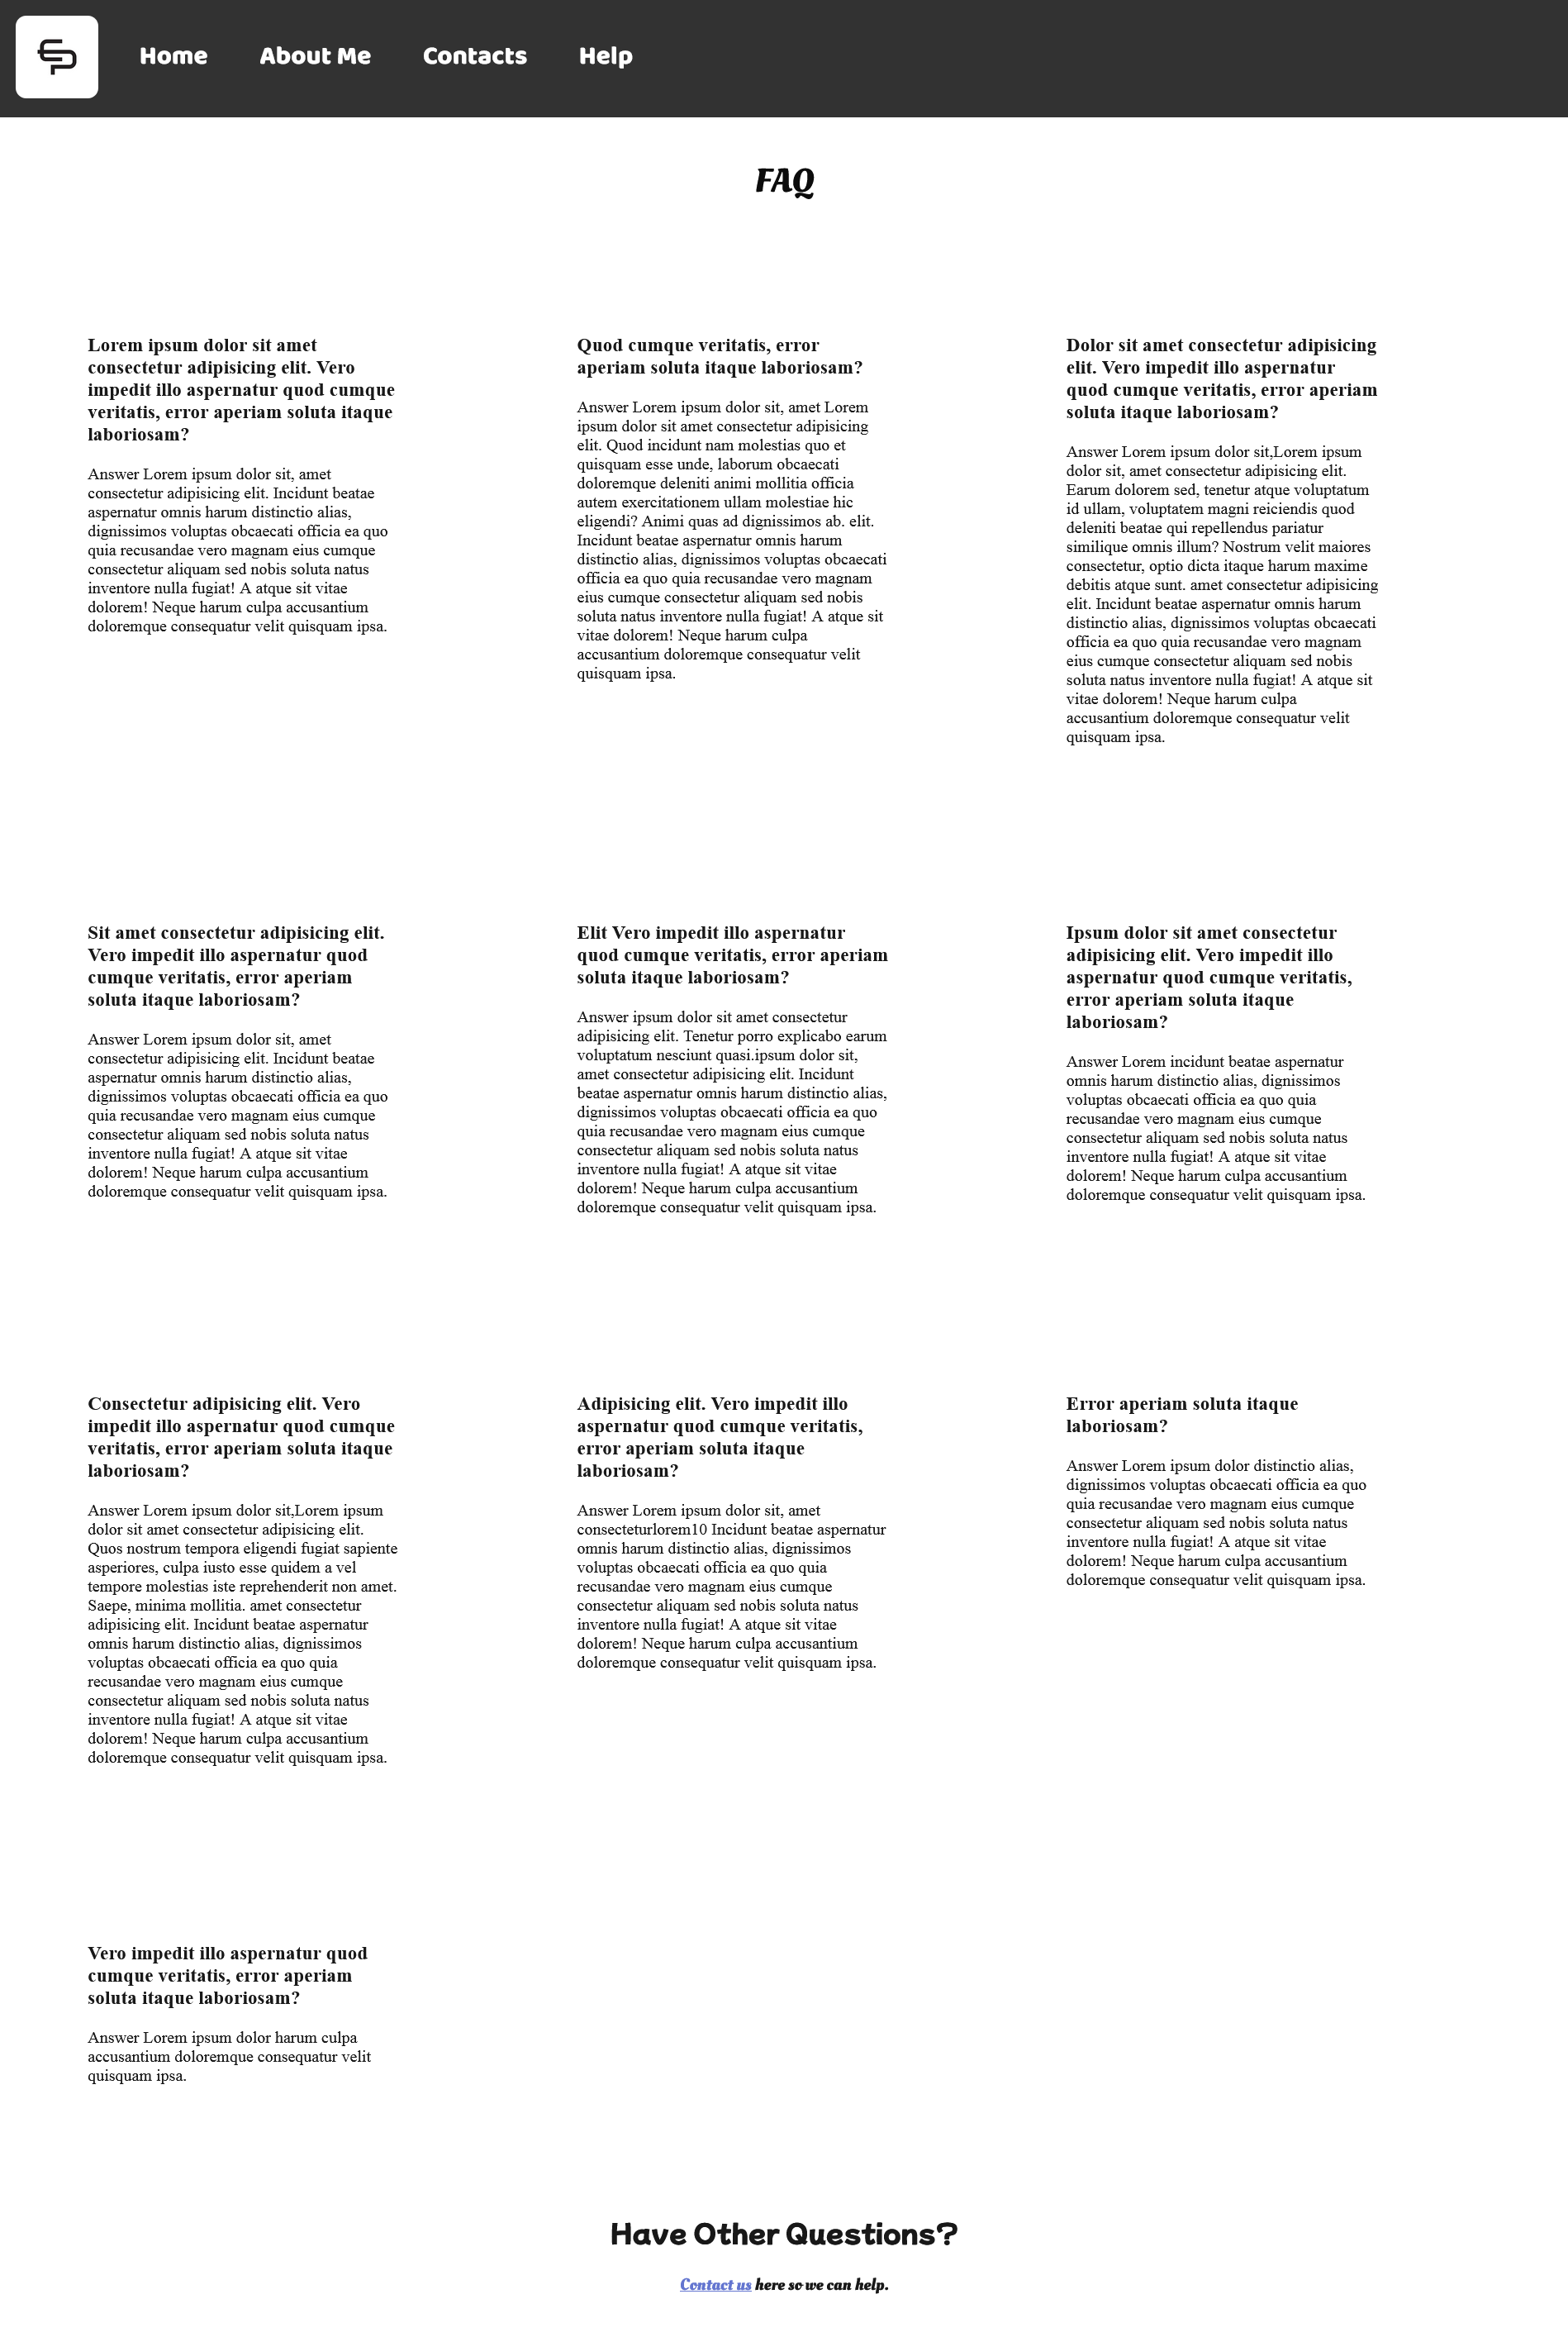 Home
About Me
Contacts
Help
FAQ
Lorem ipsum dolor sit amet
consectetur adipisicing elit. Vero
impedit illo aspernatur quod cumque
veritatis, error aperiam soluta itaque
laboriosam?
Answer Lorem ipsum dolor sit, amet
consectetur adipisicing elit. Incidunt beatae
aspernatur omnis harum distinctio alias,
dignissimos voluptas obcaecati officia ea quo
quia recusandae vero magnam eius cumque
consectetur aliquam sed nobis soluta natus
inventore nulla fugiat! A atque sit vitae
dolorem! Neque harum culpa accusantium
doloremque consequatur velit quisquam ipsa.
Quod cumque veritatis, error
aperiam soluta itaque laboriosam?
Answer Lorem ipsum dolor sit, amet Lorem
ipsum dolor sit amet consectetur adipisicing
elit. Quod incidunt nam molestias quo et
quisquam esse unde, laborum obcaecati
doloremque deleniti animi mollitia officia
autem exercitationem ullam molestiae hic
eligendi? Animi quas ad dignissimos ab. elit.
Incidunt beatae aspernatur omnis harum
distinctio alias, dignissimos voluptas obcaecati
officia ea quo quia recusandae vero magnam
eius cumque consectetur aliquam sed nobis
soluta natus inventore nulla fugiat! A atque sit
vitae dolorem! Neque harum culpa
accusantium doloremque consequatur velit
quisquam ipsa.
Dolor sit amet consectetur adipisicing
elit. Vero impedit illo aspernatur
quod cumque veritatis, error aperiam
soluta itaque laboriosam?
Answer Lorem ipsum dolor sit,Lorem ipsum
dolor sit, amet consectetur adipisicing elit.
Earum dolorem sed, tenetur atque voluptatum
id ullam, voluptatem magni reiciendis quod
deleniti beatae qui repellendus pariatur
similique omnis illum? Nostrum velit maiores
consectetur, optio dicta itaque harum maxime
debitis atque sunt. amet consectetur adipisicing
elit. Incidunt beatae aspernatur omnis harum
distinctio alias, dignissimos voluptas obcaecati
officia ea quo quia recusandae vero magnam
eius cumque consectetur aliquam sed nobis
soluta natus inventore nulla fugiat! A atque sit
vitae dolorem! Neque harum culpa
accusantium doloremque consequatur velit
quisquam ipsa.
Sit amet consectetur adipisicing elit.
Vero impedit illo aspernatur quod
cumque veritatis, error aperiam
soluta itaque laboriosam?
Answer Lorem ipsum dolor sit, amet
consectetur adipisicing elit. Incidunt beatae
aspernatur omnis harum distinctio alias,
dignissimos voluptas obcaecati officia ea quo
quia recusandae vero magnam eius cumque
consectetur aliquam sed nobis soluta natus
inventore nulla fugiat! A atque sit vitae
dolorem! Neque harum culpa accusantium
doloremque consequatur velit quisquam ipsa.
Elit Vero impedit illo aspernatur
quod cumque veritatis, error aperiam
soluta itaque laboriosam?
Answer ipsum dolor sit amet consectetur
adipisicing elit. Tenetur porro explicabo earum
voluptatum nesciunt quasi.ipsum dolor sit,
amet consectetur adipisicing elit. Incidunt
beatae aspernatur omnis harum distinctio alias,
dignissimos voluptas obcaecati officia ea quo
quia recusandae vero magnam eius cumque
consectetur aliquam sed nobis soluta natus
inventore nulla fugiat! A atque sit vitae
dolorem! Neque harum culpa accusantium
doloremque consequatur velit quisquam ipsa.
Ipsum dolor sit amet consectetur
adipisicing elit. Vero impedit illo
aspernatur quod cumque veritatis,
error aperiam soluta itaque
laboriosam?
Answer Lorem incidunt beatae aspernatur
omnis harum distinctio alias, dignissimos
voluptas obcaecati officia ea quo quia
recusandae vero magnam eius cumque
consectetur aliquam sed nobis soluta natus
inventore nulla fugiat! A atque sit vitae
dolorem! Neque harum culpa accusantium
doloremque consequatur velit quisquam ipsa.
Consectetur adipisicing elit. Vero
impedit illo aspernatur quod cumque
veritatis, error aperiam soluta itaque
laboriosam?
Answer Lorem ipsum dolor sit,Lorem ipsum
dolor sit amet consectetur adipisicing elit.
Quos nostrum tempora eligendi fugiat sapiente
asperiores, culpa iusto esse quidem a vel
tempore molestias iste reprehenderit non amet.
Saepe, minima mollitia. amet consectetur
adipisicing elit. Incidunt beatae aspernatur
omnis harum distinctio alias, dignissimos
voluptas obcaecati officia ea quo quia
recusandae vero magnam eius cumque
consectetur aliquam sed nobis soluta natus
inventore nulla fugiat! A atque sit vitae
dolorem! Neque harum culpa accusantium
doloremque consequatur velit quisquam ipsa.
Adipisicing elit. Vero impedit illo
aspernatur quod cumque veritatis,
error aperiam soluta itaque
laboriosam?
Answer Lorem ipsum dolor sit, amet
consecteturlorem10 Incidunt beatae aspernatur
omnis harum distinctio alias, dignissimos
voluptas obcaecati officia ea quo quia
recusandae vero magnam eius cumque
consectetur aliquam sed nobis soluta natus
inventore nulla fugiat! A atque sit vitae
dolorem! Neque harum culpa accusantium
doloremque consequatur velit quisquam ipsa.
Error aperiam soluta itaque
laboriosam?
Answer Lorem ipsum dolor distinctio alias,
dignissimos voluptas obcaecati officia ea quo
quia recusandae vero magnam eius cumque
consectetur aliquam sed nobis soluta natus
inventore nulla fugiat! A atque sit vitae
dolorem! Neque harum culpa accusantium
doloremque consequatur velit quisquam ipsa.
Vero impedit illo aspernatur quod
cumque veritatis, error aperiam
soluta itaque laboriosam?
Answer Lorem ipsum dolor harum culpa
accusantium doloremque consequatur velit
quisquam ipsa.
Have Other Questions?
Contact us here so we can help.